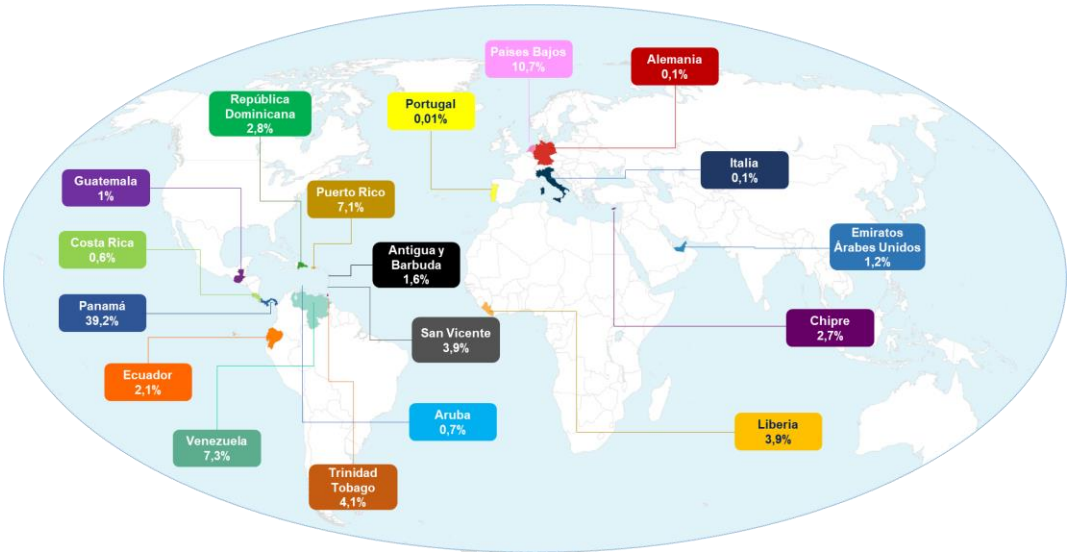 Países Bajos
10,7%
Alemania
0,1%
República
Dominicana
2,8%
Portugal
0,01%
Italia
0,1%
Guatemala
1%
Puerto Rico
7,1%
Costa Rica
0,6%
Antigua y
Barbuda
1,6%
Emiratos
Árabes Unidos
1,2%
Panamá
39,2%
San Vicente
3,9%
Chipre
2,7%
Ecuador
2,1%
Aruba
0,7%
Liberia
3,9%
Venezuela
7,3%
Trinidad
Tobago
4,1%